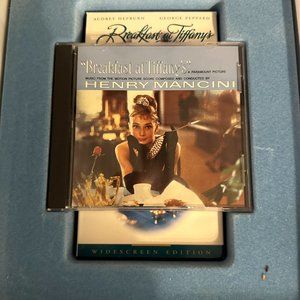 AUDREY HEPBURN GEORGE PEPPARD
Breakfast at Tiffany's
"Breakfast at Tiffany's"
A PARAMOUNT PICTURE
MUSIC FROM THE MOTION PICTURE SCORE COMPOSED AND CONDUCTED BY
HENRY MANCINI
WIDESCREEN EDITION